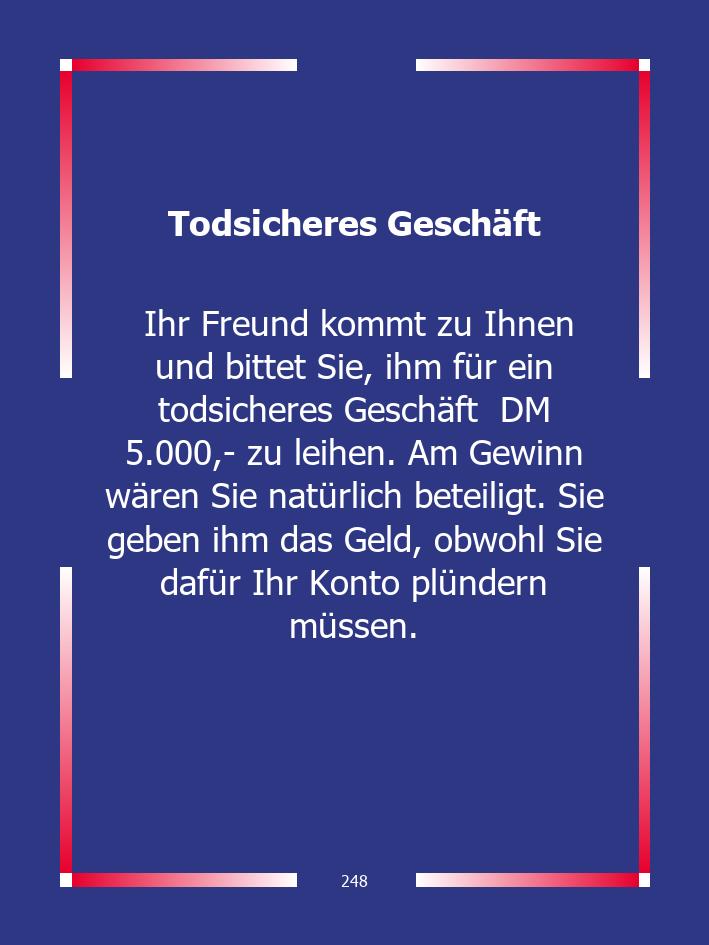 Todsicheres Geschäft
Ihr Freund kommt zu Ihnen
und bittet Sie, ihm für ein
todsicheres Geschäft  DM
5.000,- zu leihen. Am Gewinn
wären Sie natürlich beteiligt. Sie
geben ihm das Geld, obwohl Sie
dafür Ihr Konto plündern
müssen.
248